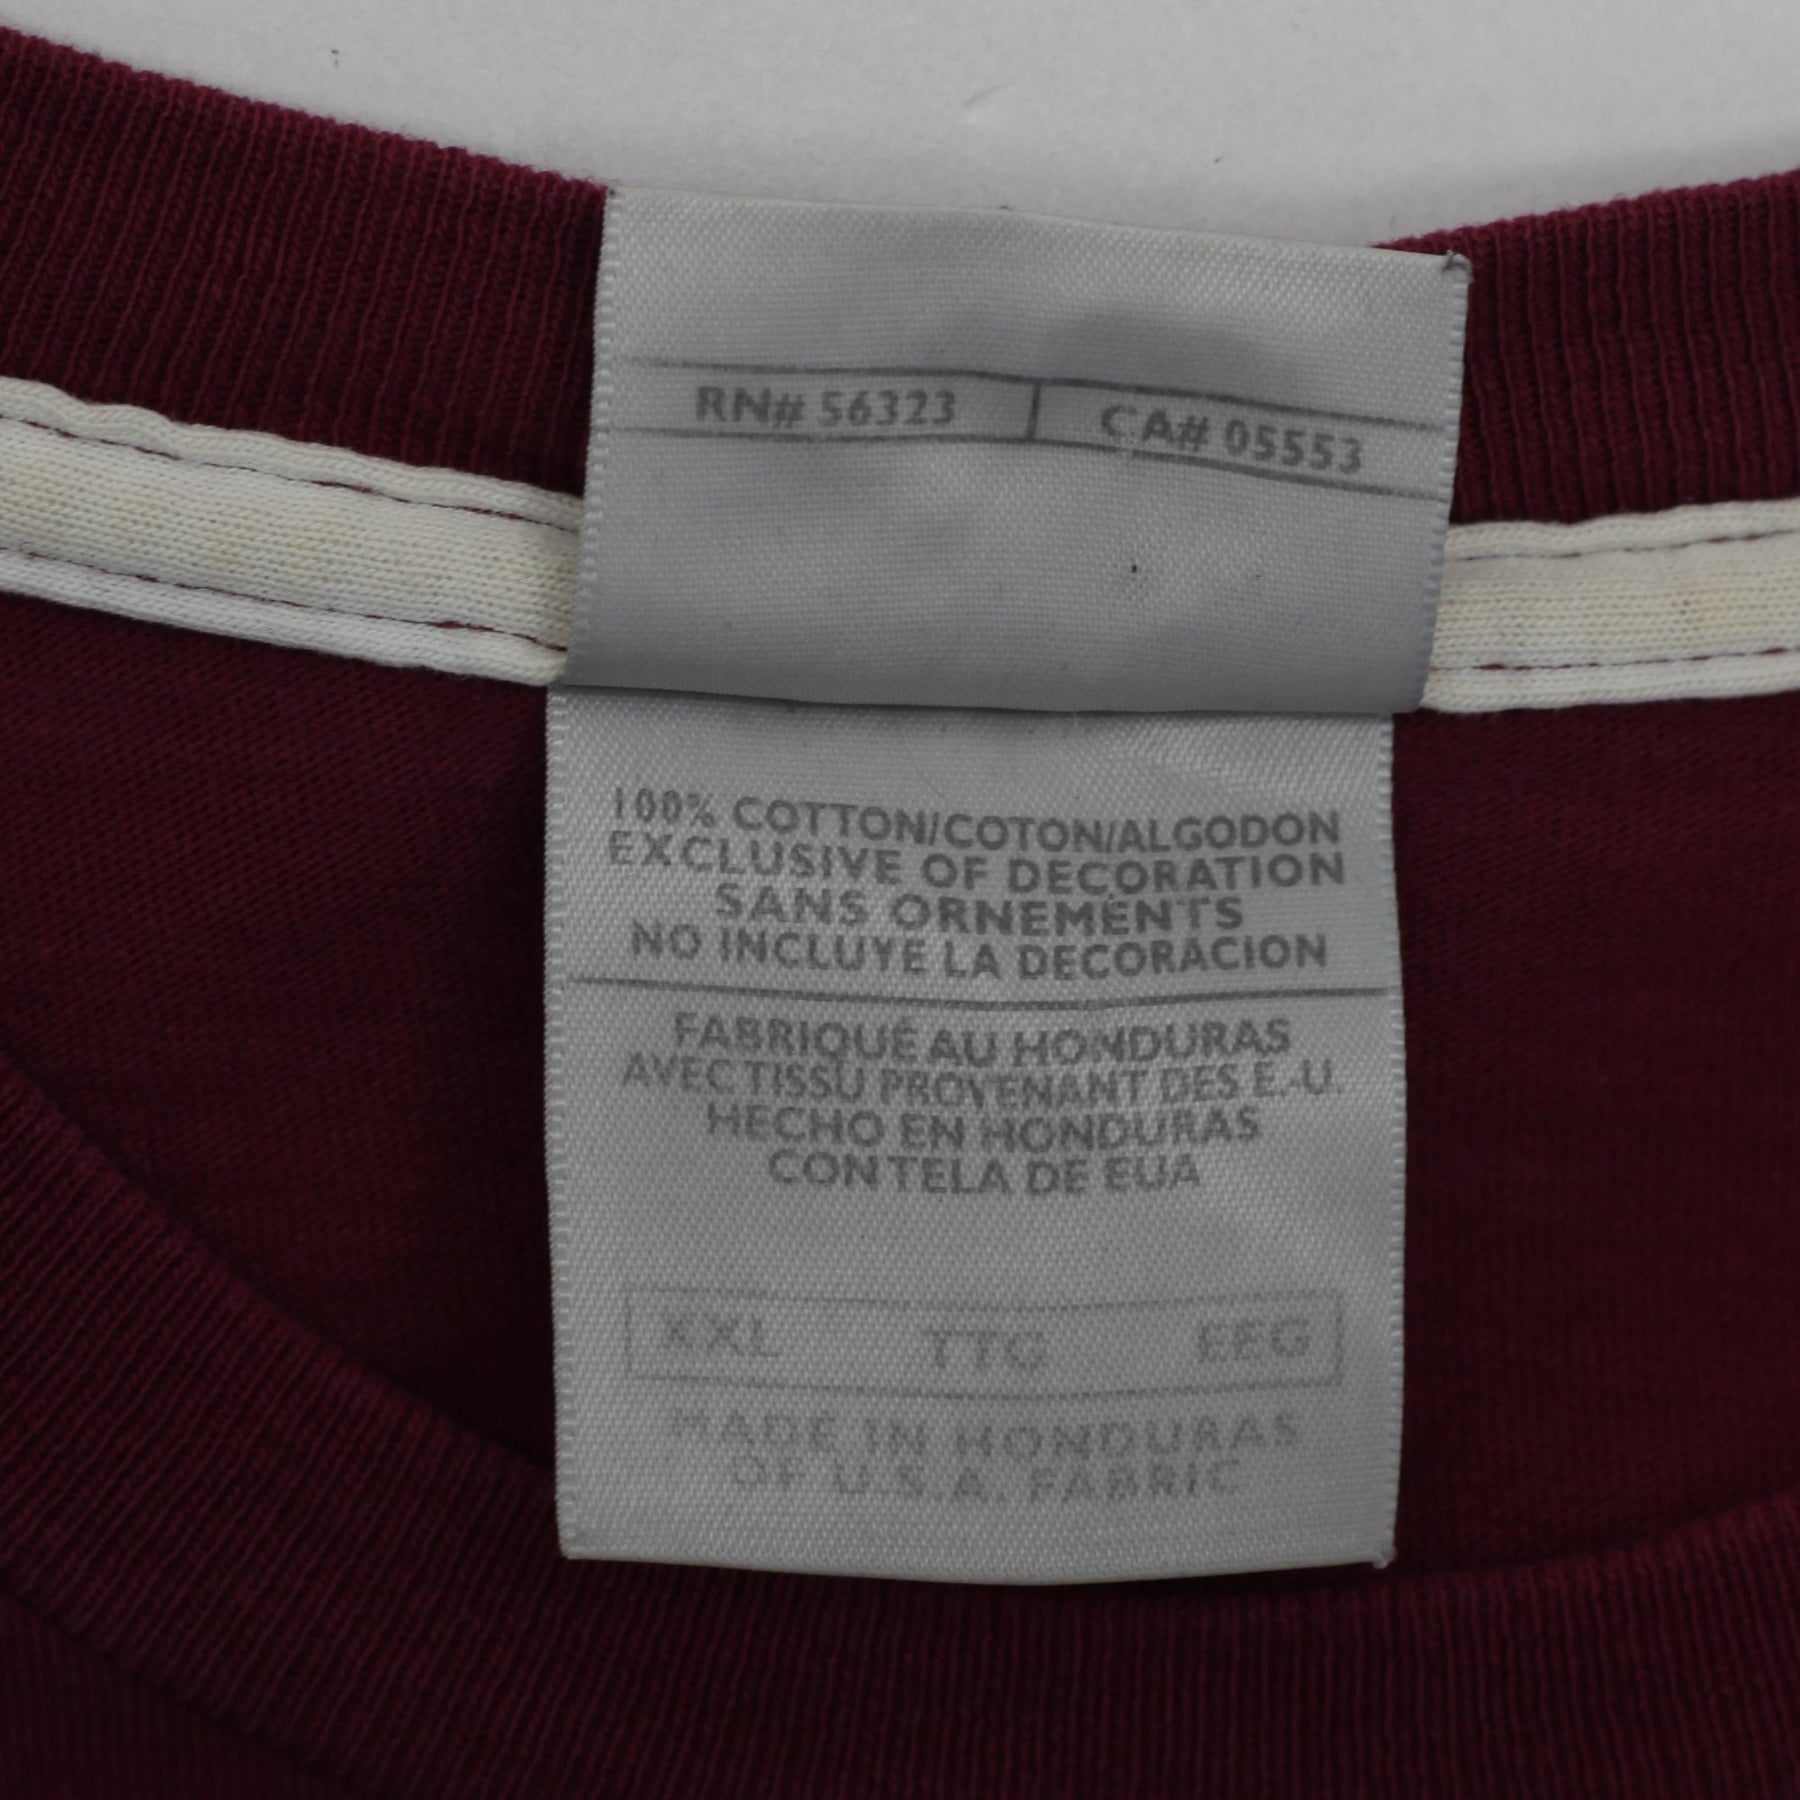 RN# 56323 CA# 05553
100% COTTON/COTON/ALGODON
EXCLUSIVE OF DECORATION
SANS ORNEMENTS
NO INCLUYE LA DECORACION
FABRIQUÉ AU HONDURAS
AVEC TISSU PROVENANT DES E.-U.
HECHO EN HONDURAS
CON TELA DE EUA
XXL TTG EEG
MADE IN HONDURAS
OF U.S.A. FABRIC